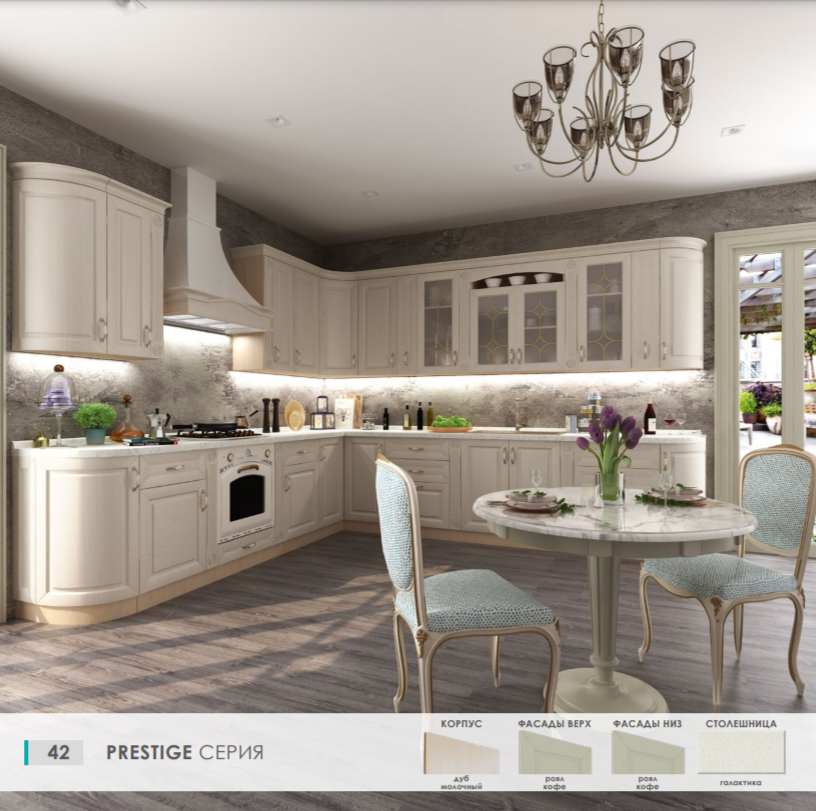 42 PRESTIGE СЕРИЯ
КОРПУС
дуб
молочный
ФАСАДЫ ВЕРХ
роял
кофе
ФАСАДЫ НИЗ
роял
кофе
СТОЛЕШНИЦА
галактика